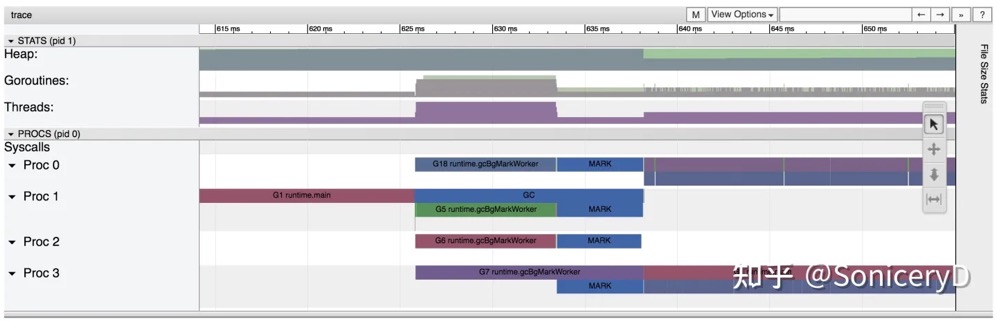 trace
M View Options ▾ ← → » ?
615 ms 620 ms 625 ms 630 ms 635 ms 640 ms 645 ms 650 ms
STATS (pid 1)
Heap:
Goroutines:
Threads:
PROCS (pid 0)
Syscalls
Proc 0
G18 runtime.gcBgMarkWorker MARK
Proc 1
G1 runtime.main GC
G5 runtime.gcBgMarkWorker MARK
Proc 2
G6 runtime.gcBgMarkWorker MARK
Proc 3
G7 runtime.gcBgMarkWorker
MARK
File Size Stats
知乎 @SoniceryD